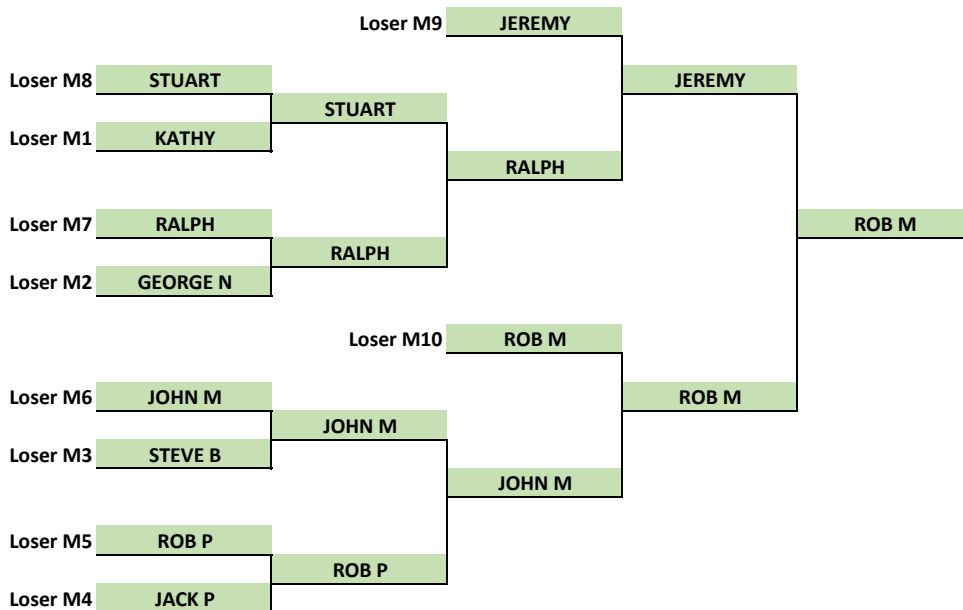 Loser M9 JEREMY
Loser M8 STUART JEREMY
STUART
Loser M1 KATHY
RALPH
Loser M7 RALPH ROB M
RALPH
Loser M2 GEORGE N
Loser M10 ROB M
Loser M6 JOHN M ROB M
JOHN M
Loser M3 STEVE B
JOHN M
Loser M5 ROB P
ROB P
Loser M4 JACK P